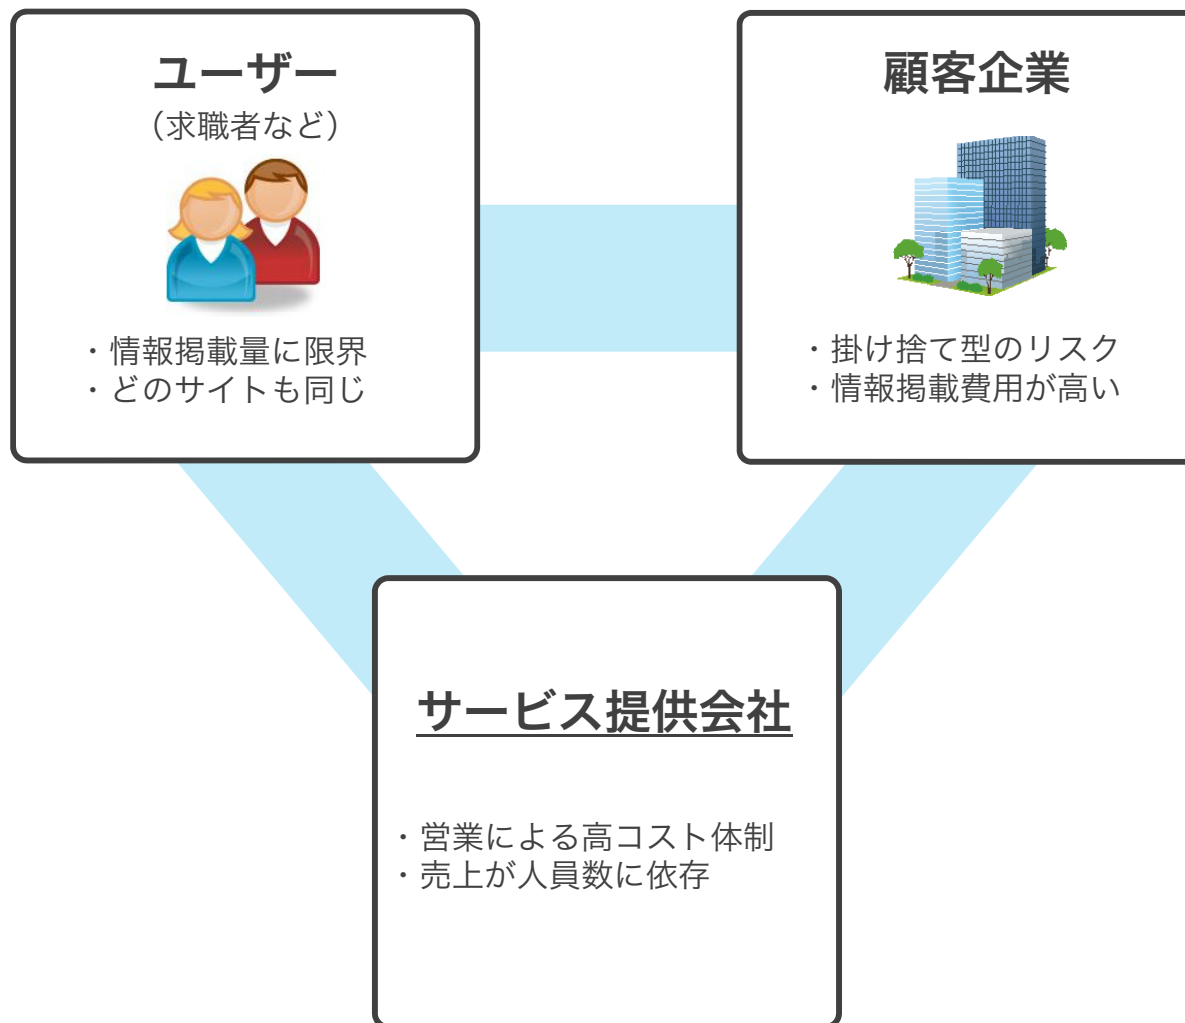 ユーザー
（求職者など）
・情報掲載量に限界
・どのサイトも同じ
顧客企業
・掛け捨て型のリスク
・情報掲載費用が高い
サービス提供会社
・営業による高コスト体制
・売上が人員数に依存